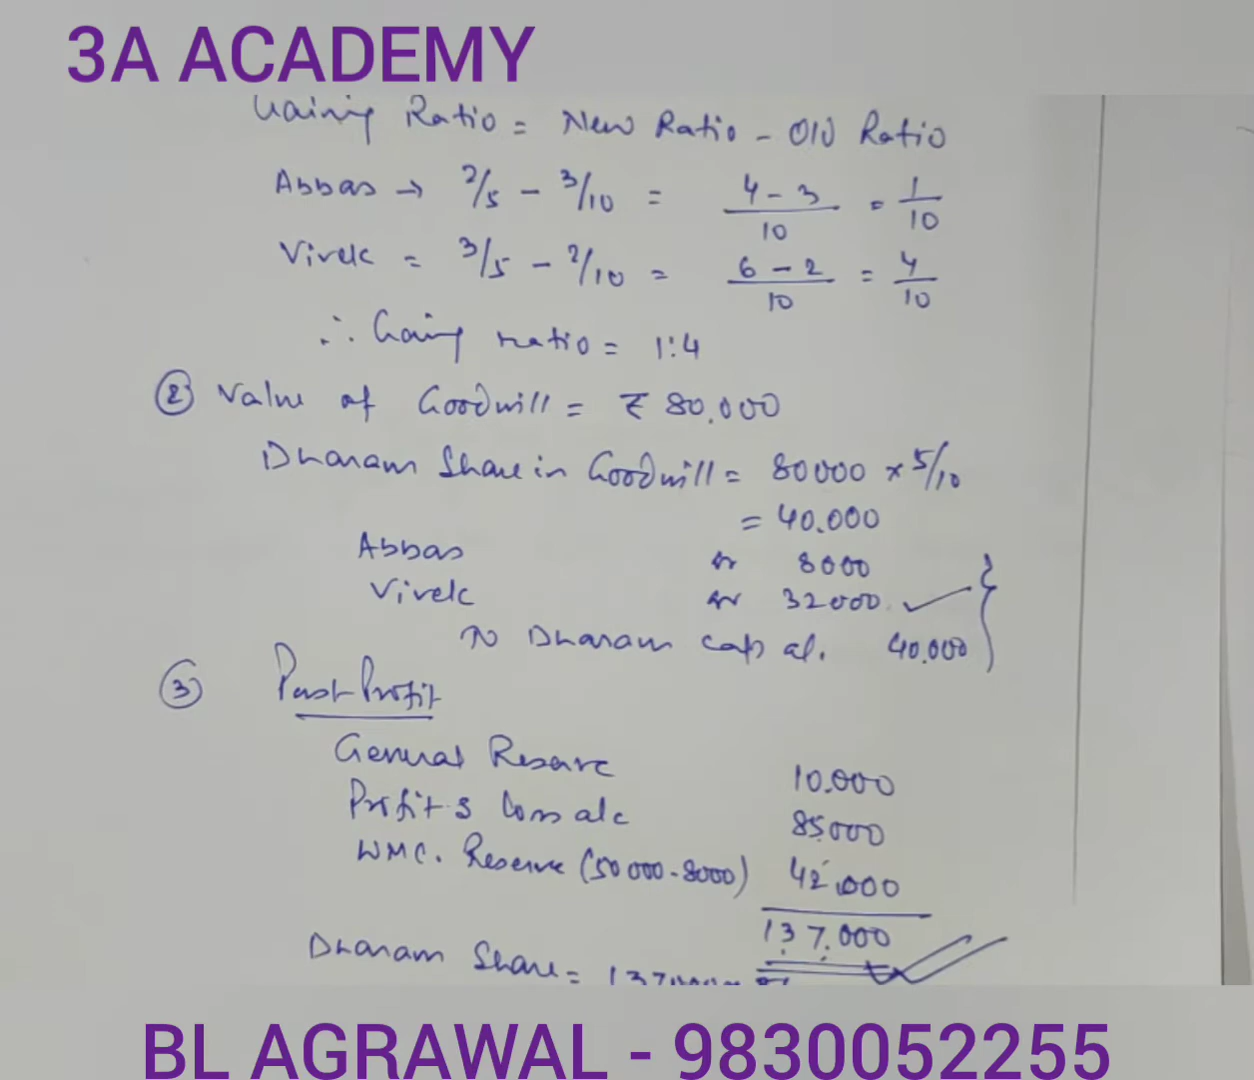 3A ACADEMY
Gaining Ratio = New Ratio - Old Ratio
Abbas → 2/5 - 3/10 = 4-3/10 = 1/10
Vivek = 3/5 - 2/10 = 6-2/10 = 4/10
∴ Gaing ratio = 1:4
② Value of Goodwill = ₹ 80,000
Dharam Share in Goodwill = 80000 × 5/10
= 40,000
Abbas Dr 8000
Vivek Dr 32000 ✓
To Dharam cap al. 40,000
③ Past Profit
General Reserve 10,000
Profit & Loss a/c 85000
WMC. Reserve (50000-8000) 42,000
137,000
Dharam Share =
BL AGRAWAL - 9830052255